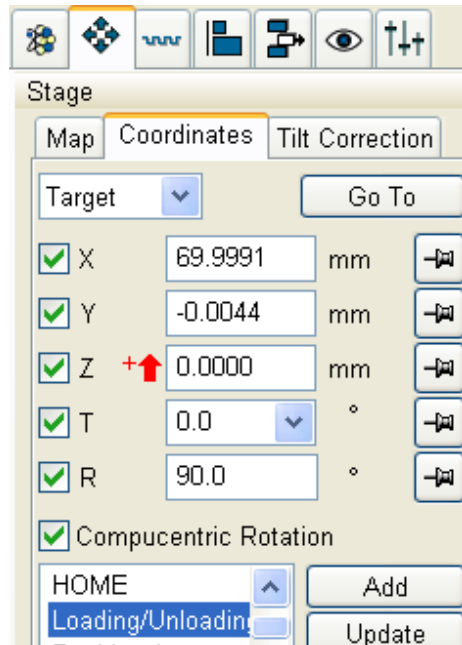 Stage
Map Coordinates Tilt Correction
Target Go To
X 69.9991 mm
Y -0.0044 mm
Z + 0.0000 mm
T 0.0 °
R 90.0 °
Compucentric Rotation
HOME Add
Loading/Unloading Update